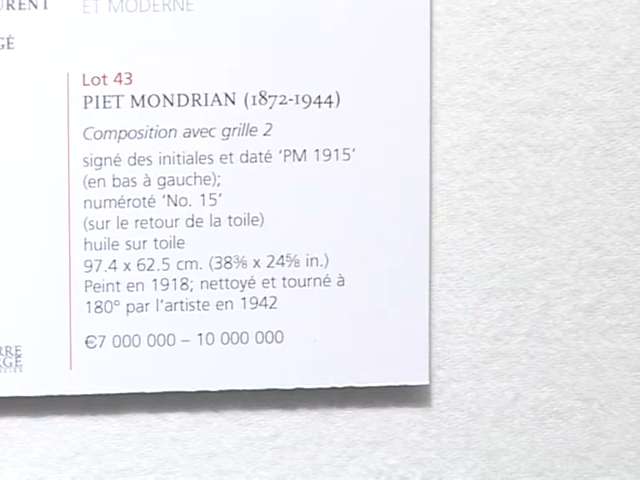 ET MODERNE
Lot 43
PIET MONDRIAN (1872-1944)
Composition avec grille 2
signé des initiales et daté 'PM 1915'
(en bas à gauche);
numéroté 'No. 15'
(sur le retour de la toile)
huile sur toile
97.4 x 62.5 cm. (38⅜ x 24⅝ in.)
Peint en 1918; nettoyé et tourné à
180° par l'artiste en 1942
€7 000 000 – 10 000 000